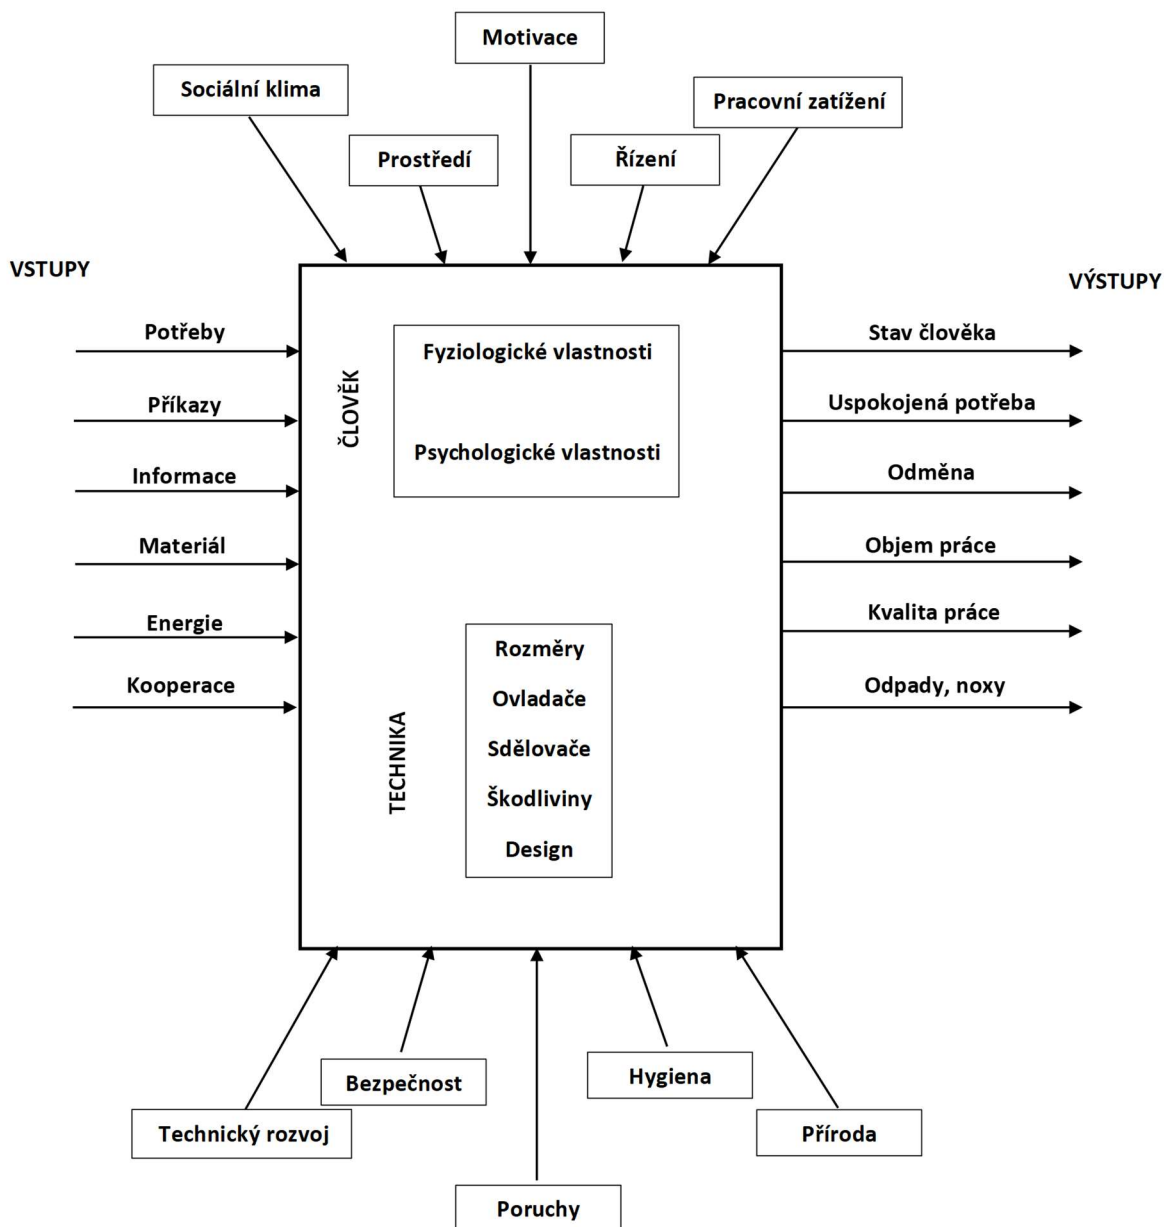 Motivace
Sociální klima
Pracovní zatížení
Prostředí
Řízení
VSTUPY
VÝSTUPY
Potřeby
Příkazy
Informace
Materiál
Energie
Kooperace
ČLOVĚK
Fyziologické vlastnosti
Psychologické vlastnosti
TECHNIKA
Rozměry
Ovladače
Sdělovače
Škodliviny
Design
Stav člověka
Uspokojená potřeba
Odměna
Objem práce
Kvalita práce
Odpady, noxy
Bezpečnost
Hygiena
Technický rozvoj
Příroda
Poruchy